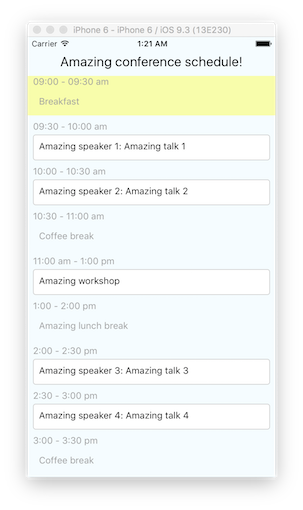 iPhone 6 - iPhone 6 / iOS 9.3 (13E230)
Carrier 1:21 AM
Amazing conference schedule!
09:00 - 09:30 am
Breakfast
09:30 - 10:00 am
Amazing speaker 1: Amazing talk 1
10:00 - 10:30 am
Amazing speaker 2: Amazing talk 2
10:30 - 11:00 am
Coffee break
11:00 am - 1:00 pm
Amazing workshop
1:00 - 2:00 pm
Amazing lunch break
2:00 - 2:30 pm
Amazing speaker 3: Amazing talk 3
2:30 - 3:00 pm
Amazing speaker 4: Amazing talk 4
3:00 - 3:30 pm
Coffee break